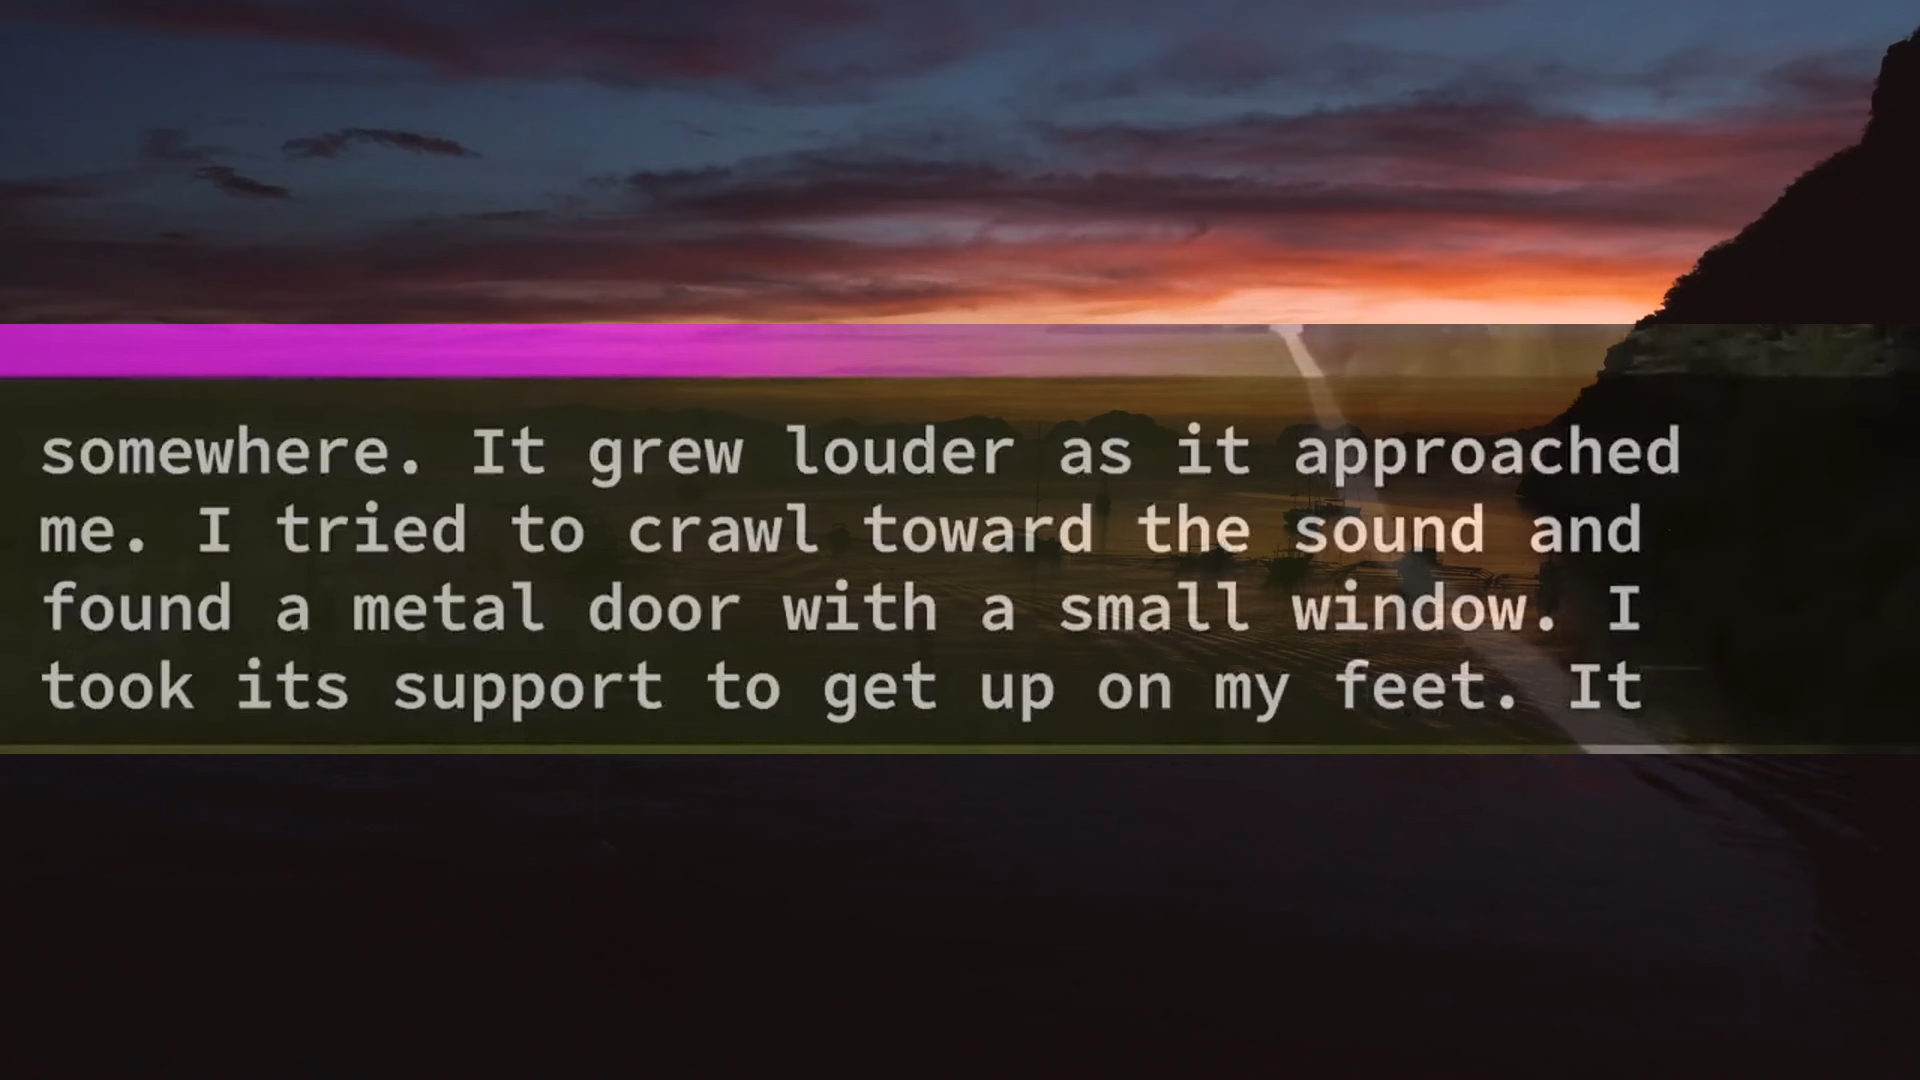 somewhere. It grew louder as it approached
me. I tried to crawl toward the sound and
found a metal door with a small window. I
took its support to get up on my feet. It